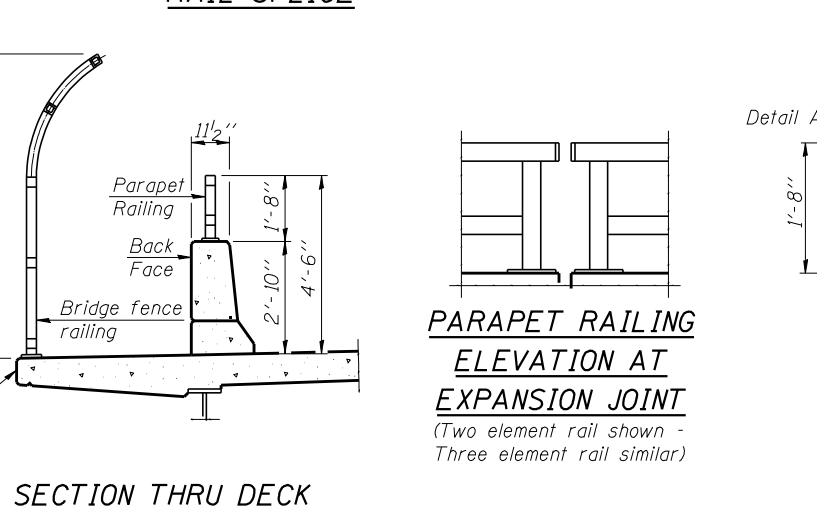 RAIL SPLICE
11½"
Parapet
Railing
Back
Face
Bridge fence
railing
1'-8"
2'-10"
4'-6"
SECTION THRU DECK
PARAPET RAILING
ELEVATION AT
EXPANSION JOINT
(Two element rail shown -
Three element rail similar)
Detail A
1'-8"